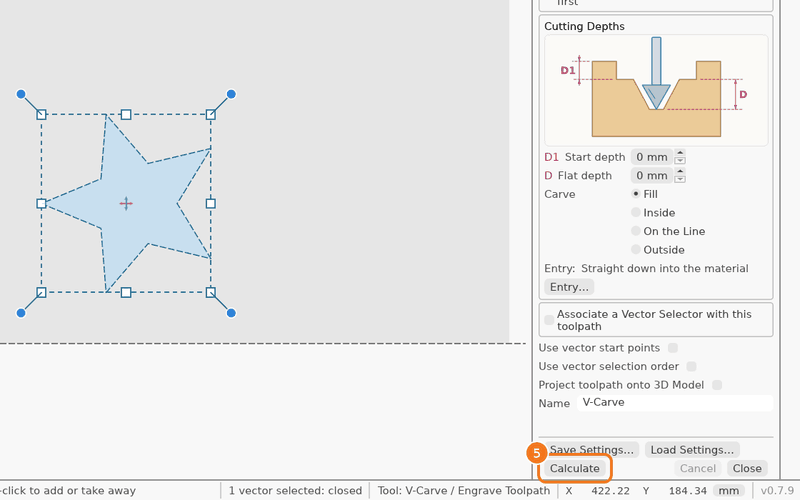 first
Cutting Depths
D1
D
D1 Start depth 0 mm
D Flat depth 0 mm
Carve Fill
Inside
On the Line
Outside
Entry: Straight down into the material
Entry...
Associate a Vector Selector with this
toolpath
Use vector start points
Use vector selection order
Project toolpath onto 3D Model
Name V-Carve
Save Settings... Load Settings...
5
Calculate Cancel Close
-click to add or take away 1 vector selected: closed Tool: V-Carve / Engrave Toolpath X 422.22 Y 184.34 mm v0.7.9